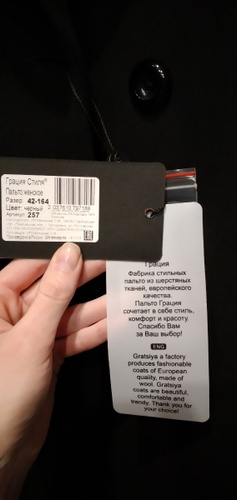 Грация Стиля®
Пальто женское
Размер: 42-164
Цвет: черный
Артикул: 257
Грация
Фабрика стильных
пальто из шерстяных
тканей, европейского
качества.
Пальто Грация
сочетает в себе стиль,
комфорт и красоту.
Спасибо Вам
за Ваш выбор!
ENG
Gratsiya a factory
produces fashionable
coats of European
quality, made of
wool. Gratsiya
coats are beautiful,
comfortable and
trendy. Thank you for
your choice!